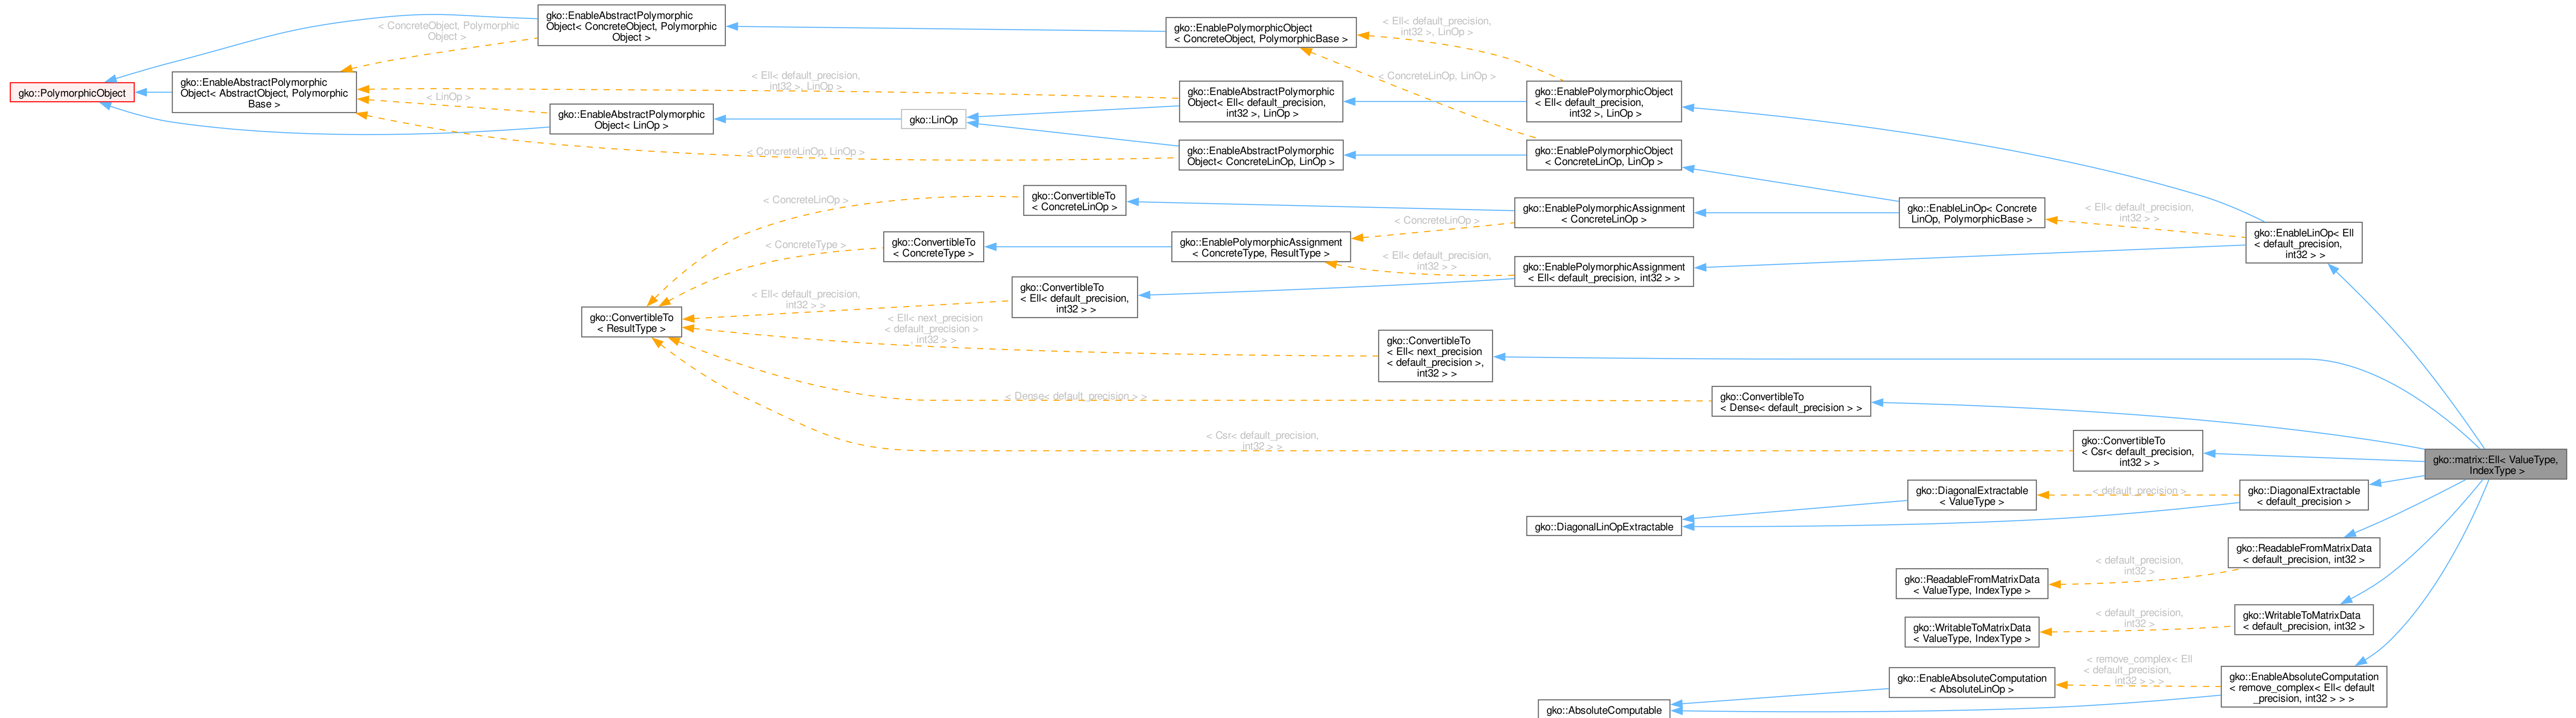 gko::PolymorphicObject
gko::EnableAbstractPolymorphic
Object< AbstractObject, Polymorphic
Base >
gko::EnableAbstractPolymorphic
Object< ConcreteObject, Polymorphic
Object >
< ConcreteObject, Polymorphic
Object >
gko::EnableAbstractPolymorphic
Object< LinOp >
< LinOp >
gko::LinOp
gko::EnablePolymorphicObject
< ConcreteObject, PolymorphicBase >
gko::EnableAbstractPolymorphic
Object< Ell< default_precision,
int32 >, LinOp >
< Ell< default_precision,
int32 >, LinOp >
gko::EnableAbstractPolymorphic
Object< ConcreteLinOp, LinOp >
< ConcreteLinOp, LinOp >
gko::EnablePolymorphicObject
< Ell< default_precision,
int32 >, LinOp >
< Ell< default_precision,
int32 >, LinOp >
gko::EnablePolymorphicObject
< ConcreteLinOp, LinOp >
< ConcreteLinOp, LinOp >
gko::ConvertibleTo
< ConcreteLinOp >
< ConcreteLinOp >
gko::EnablePolymorphicAssignment
< ConcreteLinOp >
< ConcreteLinOp >
gko::EnableLinOp< Concrete
LinOp, PolymorphicBase >
< Ell< default_precision,
int32 > >
gko::EnableLinOp< Ell
< default_precision,
int32 > >
gko::ConvertibleTo
< ConcreteType >
< ConcreteType >
gko::EnablePolymorphicAssignment
< ConcreteType, ResultType >
< Ell< default_precision,
int32 > >
gko::EnablePolymorphicAssignment
< Ell< default_precision, int32 > >
gko::ConvertibleTo
< Ell< default_precision,
int32 > >
< Ell< default_precision,
int32 > >
gko::ConvertibleTo
< ResultType >
< Ell< next_precision
< default_precision >
, int32 > >
gko::ConvertibleTo
< Ell< next_precision
< default_precision >,
int32 > >
< Dense< default_precision > >
gko::ConvertibleTo
< Dense< default_precision > >
< Csr< default_precision,
int32 > >
gko::ConvertibleTo
< Csr< default_precision,
int32 > >
gko::matrix::Ell< ValueType,
IndexType >
gko::DiagonalLinOpExtractable
gko::DiagonalExtractable
< ValueType >
< default_precision >
gko::DiagonalExtractable
< default_precision >
gko::ReadableFromMatrixData
< ValueType, IndexType >
< default_precision,
int32 >
gko::ReadableFromMatrixData
< default_precision, int32 >
gko::WritableToMatrixData
< ValueType, IndexType >
< default_precision,
int32 >
gko::WritableToMatrixData
< default_precision, int32 >
gko::AbsoluteComputable
gko::EnableAbsoluteComputation
< AbsoluteLinOp >
< remove_complex< Ell
< default_precision,
int32 > > >
gko::EnableAbsoluteComputation
< remove_complex< Ell< default
_precision, int32 > > >